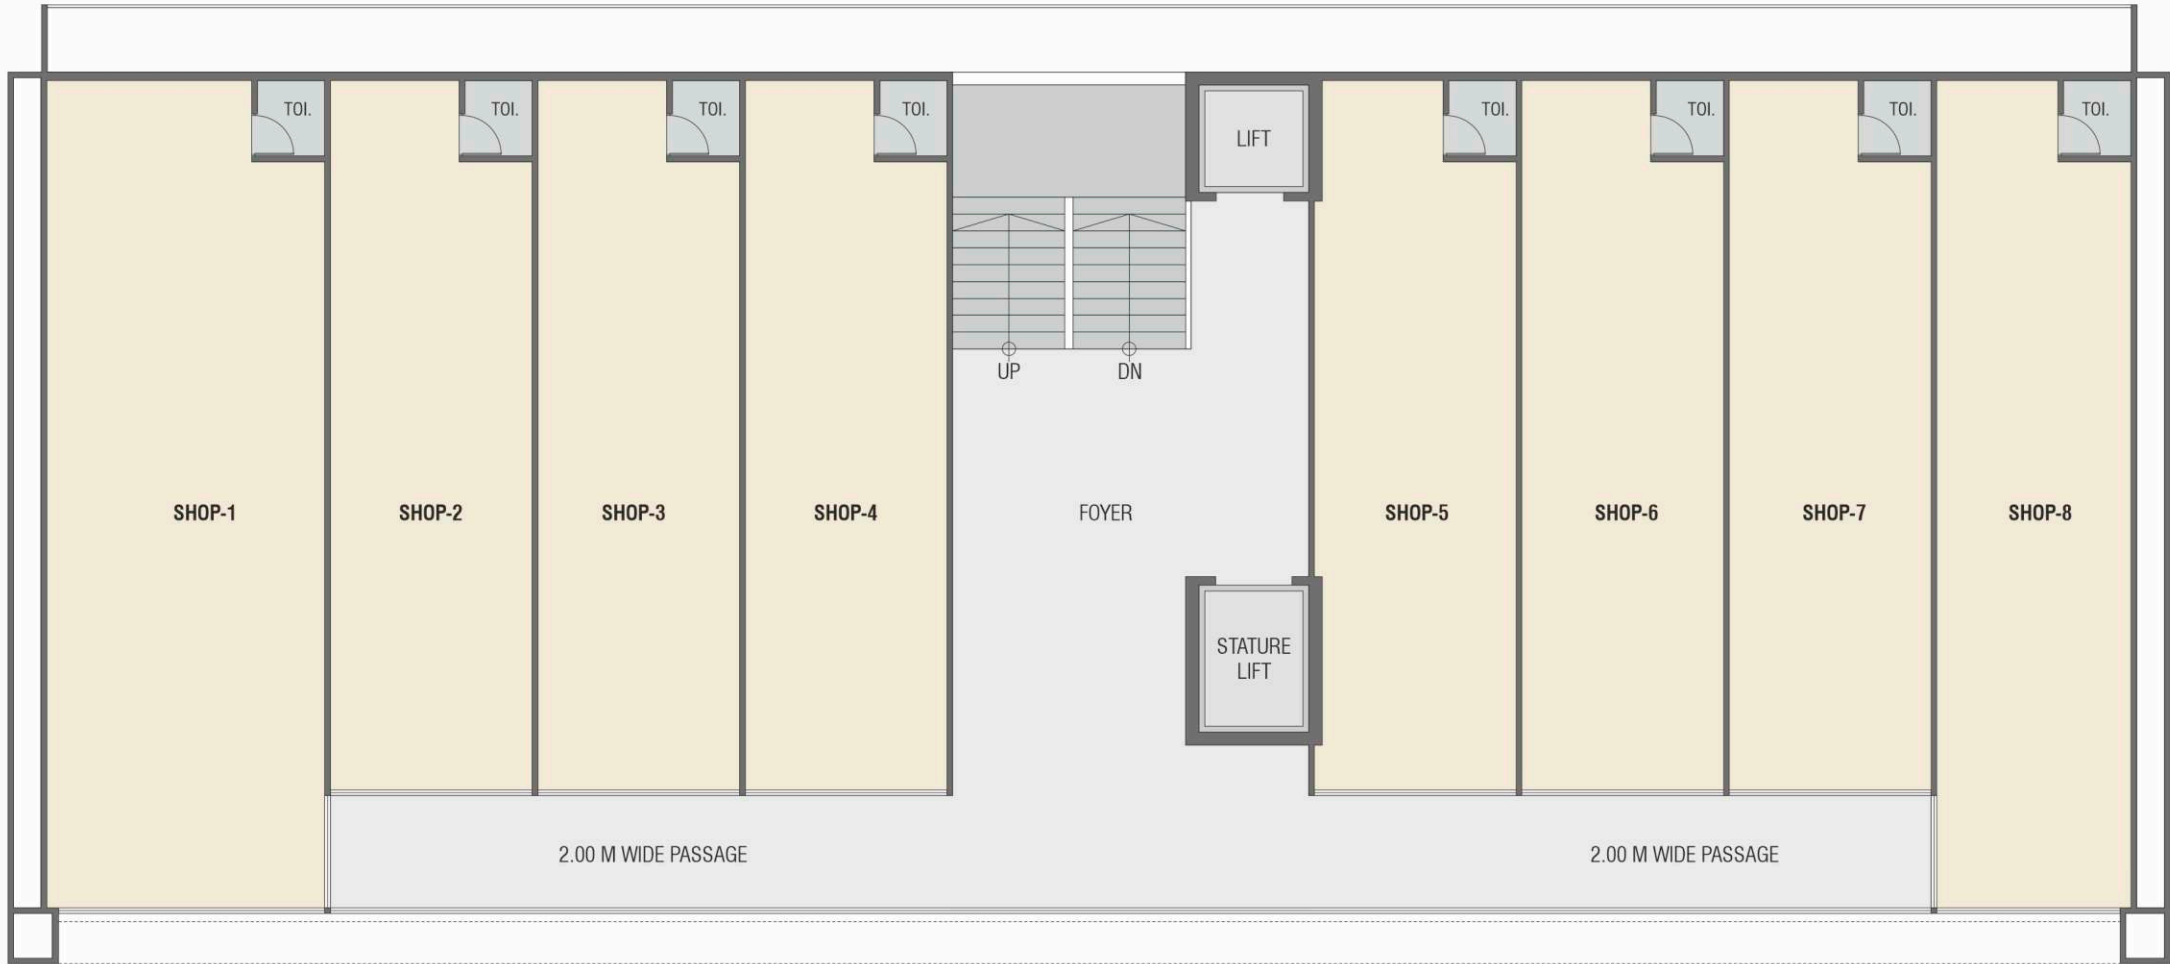 TOI.
TOI.
TOI.
TOI.
LIFT
TOI.
TOI.
TOI.
TOI.
UP
DN
SHOP-1
SHOP-2
SHOP-3
SHOP-4
FOYER
SHOP-5
SHOP-6
SHOP-7
SHOP-8
STATURE
LIFT
2.00 M WIDE PASSAGE
2.00 M WIDE PASSAGE